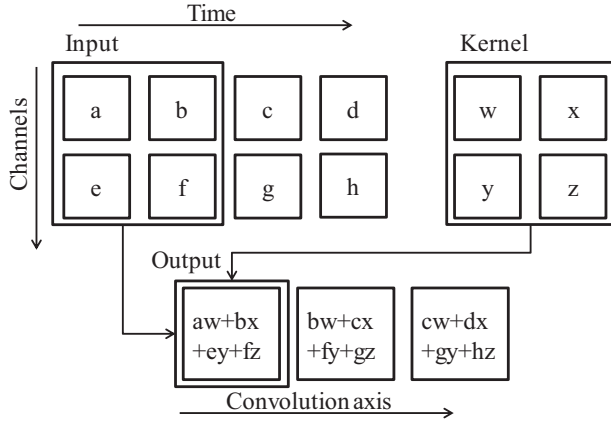 Time
Input
Kernel
Channels
a b c d
w x
e f g h
y z
Output
aw+bx
+ey+fz
bw+cx
+fy+gz
cw+dx
+gy+hz
Convolution axis